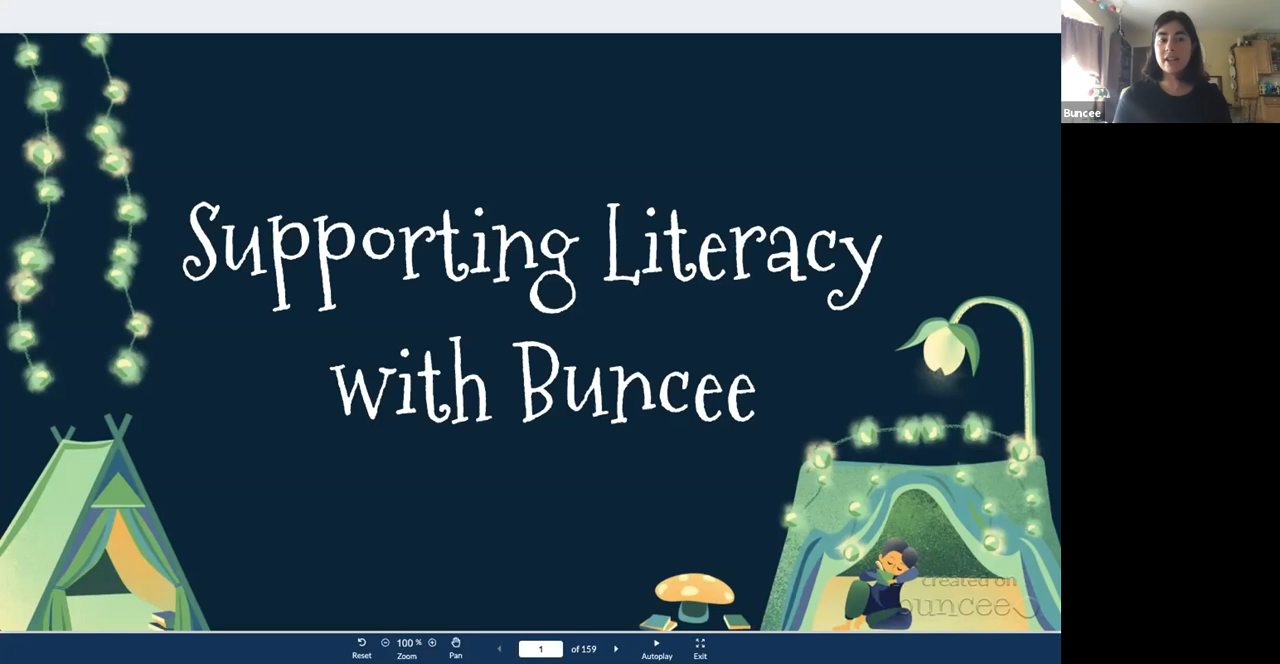 Buncee
Supporting Literacy
with Buncee
created on
buncee
Reset
100 %
Zoom
Pan
1
of 159
Autoplay
Exit